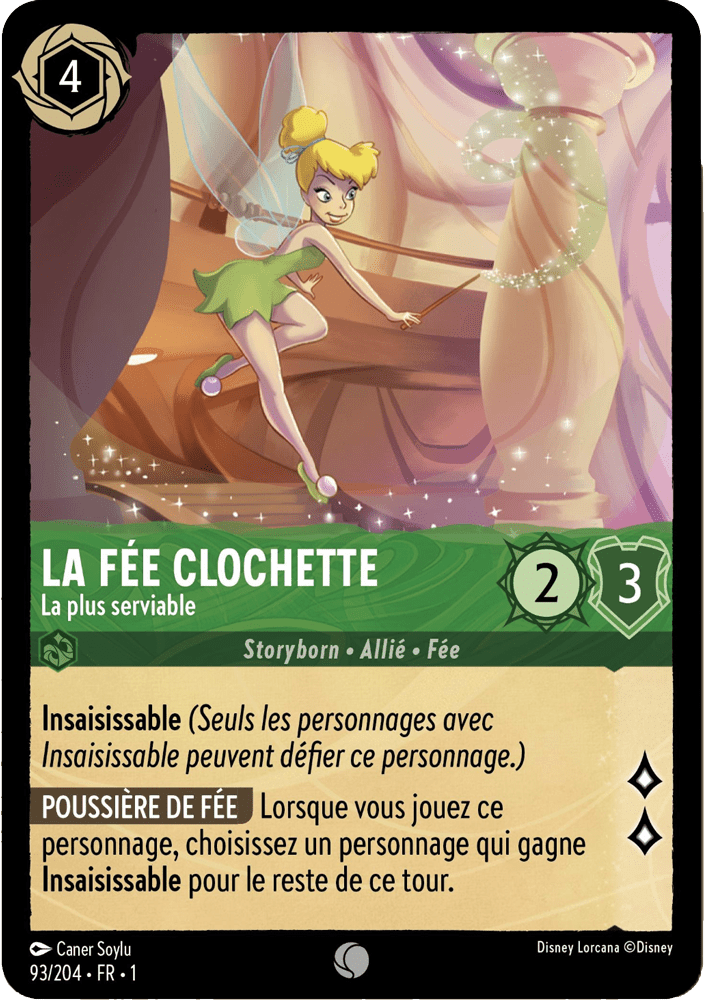 4
LA FÉE CLOCHETTE
La plus serviable
2
3
Storyborn • Allié • Fée
Insaisissable (Seuls les personnages avec
Insaisissable peuvent défier ce personnage.)
POUSSIÈRE DE FÉE Lorsque vous jouez ce
personnage, choisissez un personnage qui gagne
Insaisissable pour le reste de ce tour.
Caner Soylu
Disney Lorcana ©Disney
93/204 • FR • 1